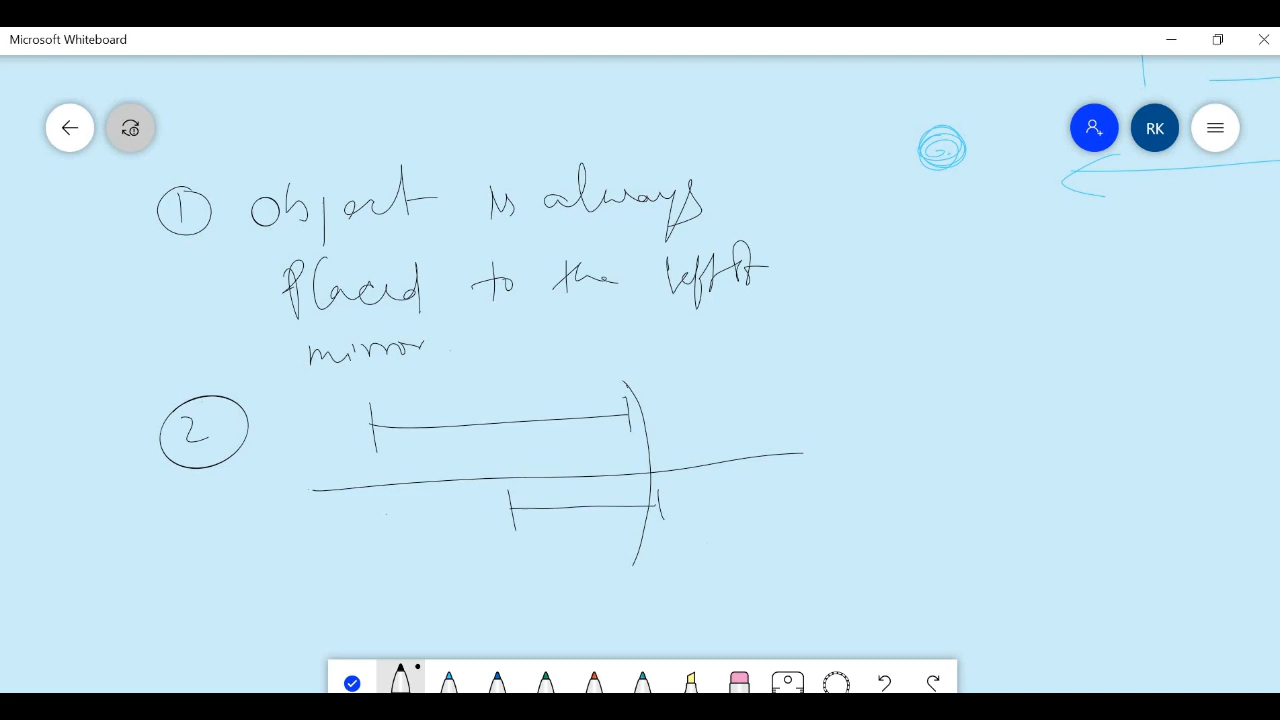 Microsoft Whiteboard
RK
① Object is always
Placed to the left of
mirror
②